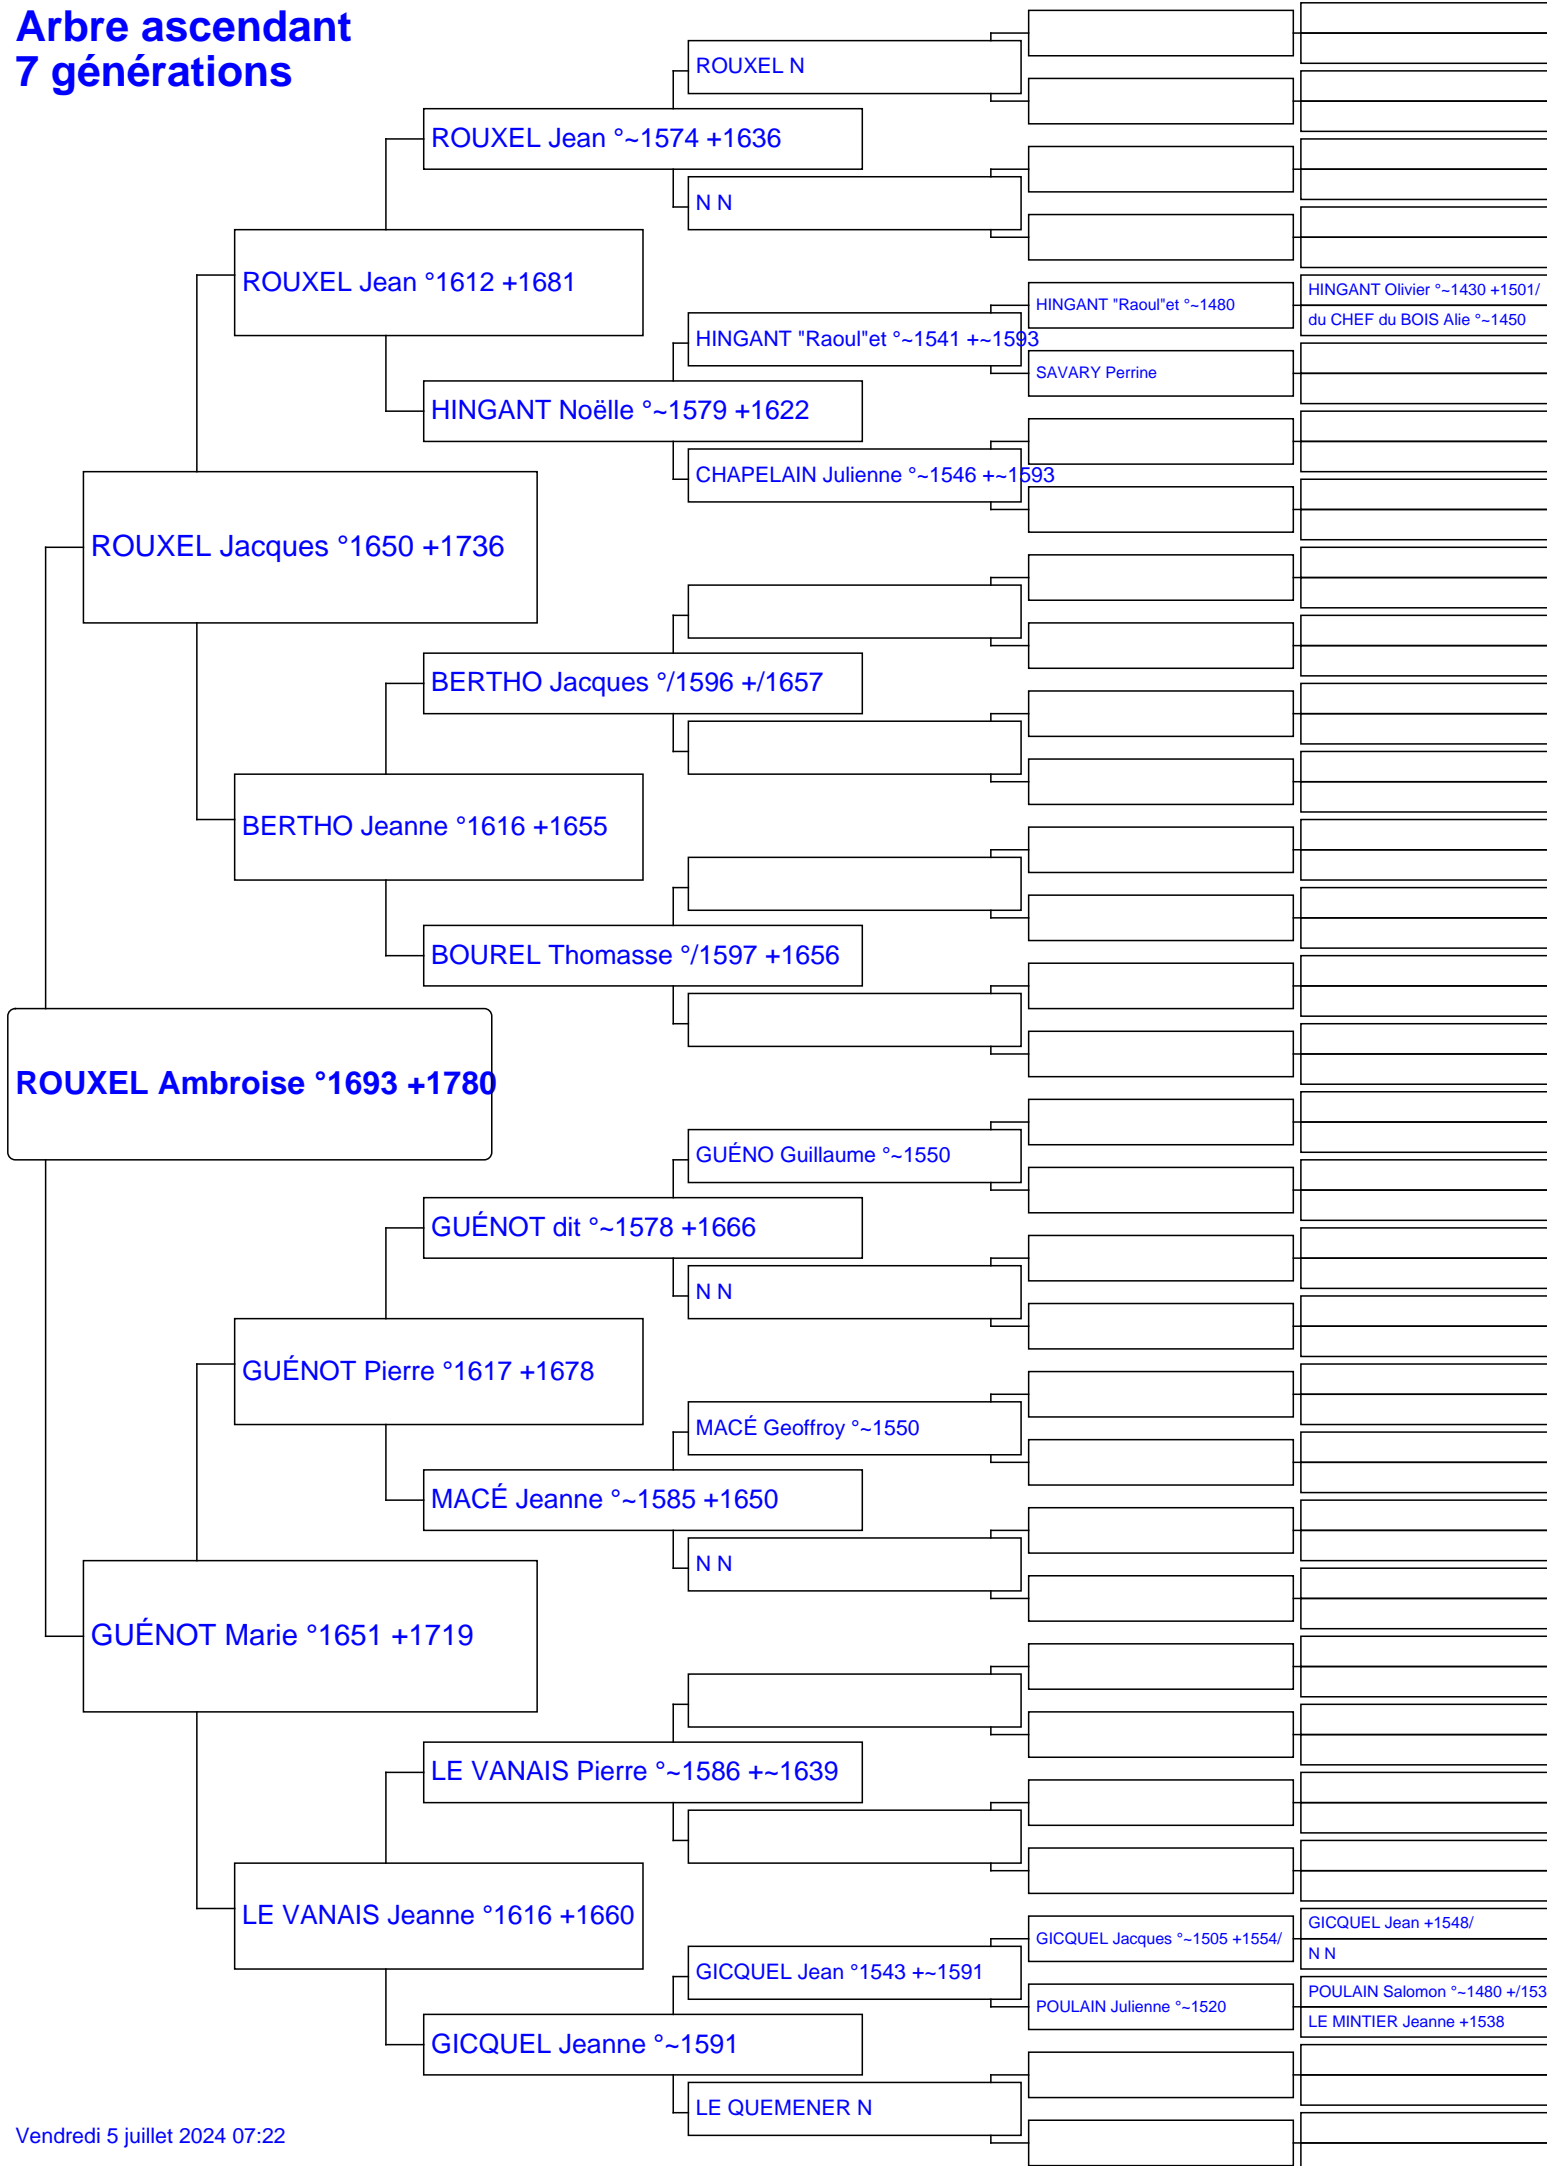 Arbre ascendant
7 générations
ROUXEL N
ROUXEL Jean °~1574 +1636
N N
ROUXEL Jean °1612 +1681
HINGANT Olivier °~1430 +1501/
HINGANT "Raoul"et °~1480
du CHEF du BOIS Alie °~1450
HINGANT "Raoul"et °~1541 +~1593
SAVARY Perrine
HINGANT Noëlle °~1579 +1622
CHAPELAIN Julienne °~1546 +~1593
ROUXEL Jacques °1650 +1736
BERTHO Jacques °/1596 +/1657
BERTHO Jeanne °1616 +1655
BOUREL Thomasse °/1597 +1656
ROUXEL Ambroise °1693 +1780
GUÉNO Guillaume °~1550
GUÉNOT dit °~1578 +1666
N N
GUÉNOT Pierre °1617 +1678
MACÉ Geoffroy °~1550
MACÉ Jeanne °~1585 +1650
N N
GUÉNOT Marie °1651 +1719
LE VANAIS Pierre °~1586 +~1639
LE VANAIS Jeanne °1616 +1660
GICQUEL Jean +1548/
GICQUEL Jacques °~1505 +1554/
N N
GICQUEL Jean °1543 +~1591
POULAIN Salomon °~1480 +/153
POULAIN Julienne °~1520
LE MINTIER Jeanne +1538
GICQUEL Jeanne °~1591
LE QUEMENER N
Vendredi 5 juillet 2024 07:22